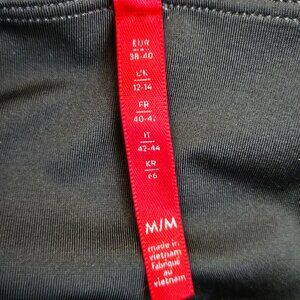 EUR
38-40
UK
12-14
FR
40-42
IT
42-44
KR
66
M/M
made in
vietnam
fabriqué
au
vietnam